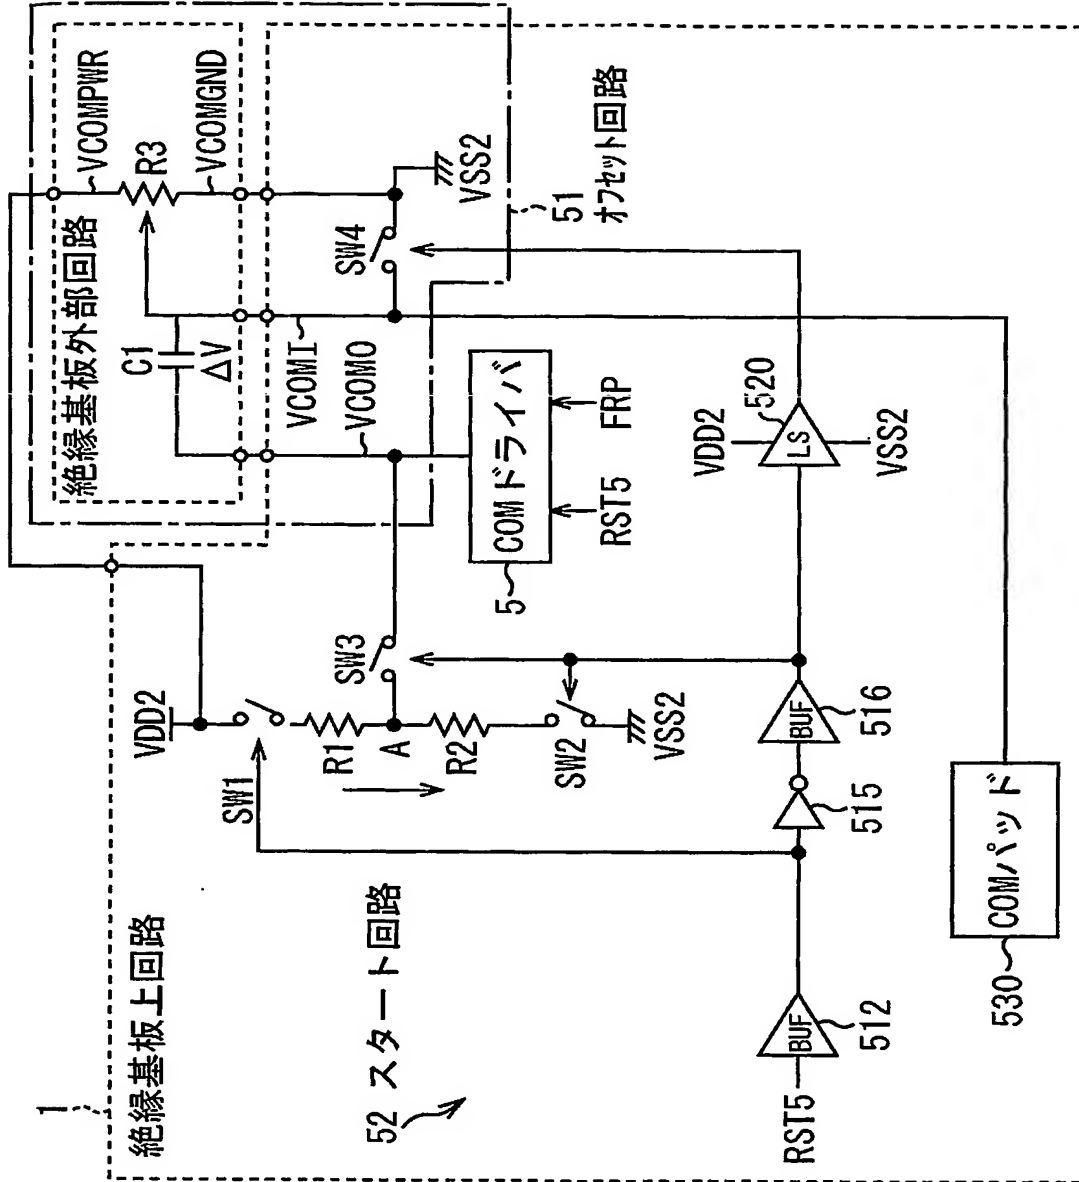 1
絶縁基板上回路
52 スタート回路
RST5
BUF
512
515
BUF
516
SW1
VDD2
R1
A
R2
SW2
VSS2
SW3
5
COMドライバ
RST5
FRP
VCOMO
VCOMI
絶縁基板外部回路
C1
ΔV
VCOMPWR
R3
VCOMGND
SW4
VSS2
51
オフセット回路
VDD2
520
LS
VSS2
530
COMパッド